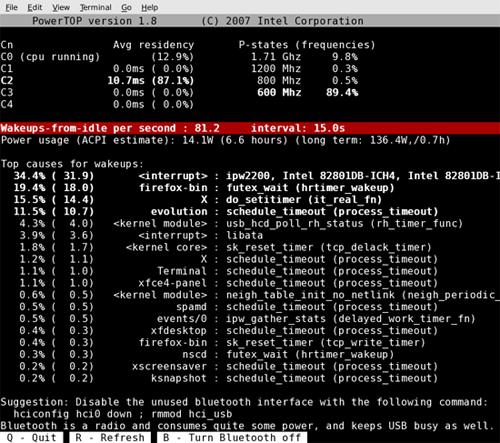 File Edit View Terminal Tabs Help
PowerTOP version 1.8 (C) 2007 Intel Corporation
Cn Avg residency P-states (frequencies)
C0 (cpu running) (12.9%) 1.71 Ghz 9.8%
C1 0.0ms ( 0.0%) 1200 Mhz 0.3%
C2 10.7ms (87.1%) 800 Mhz 0.5%
C3 0.0ms ( 0.0%) 600 Mhz 89.4%
C4 0.0ms ( 0.0%)
Wakeups-from-idle per second : 81.2 interval: 15.0s
Power usage (ACPI estimate): 14.1W (6.6 hours) (long term: 136.4W,/0.7h)
Top causes for wakeups:
34.4% ( 31.9) <interrupt> : ipw2200, Intel 82801DB-ICH4, Intel 82801DB-I
19.4% ( 18.0) firefox-bin : futex_wait (hrtimer_wakeup)
15.5% ( 14.4) X : do_setitimer (it_real_fn)
11.5% ( 10.7) evolution : schedule_timeout (process_timeout)
4.3% ( 4.0) <kernel module> : usb_hcd_poll_rh_status (rh_timer_func)
3.9% ( 3.6) <interrupt> : libata
1.8% ( 1.7) <kernel core> : sk_reset_timer (tcp_delack_timer)
1.2% ( 1.1) X : schedule_timeout (process_timeout)
1.1% ( 1.0) Terminal : schedule_timeout (process_timeout)
1.1% ( 1.0) xfce4-panel : schedule_timeout (process_timeout)
0.6% ( 0.5) <kernel module> : neigh_table_init_no_netlink (neigh_periodic_
0.5% ( 0.5) spamd : schedule_timeout (process_timeout)
0.5% ( 0.5) events/0 : ipw_gather_stats (delayed_work_timer_fn)
0.4% ( 0.3) xfdesktop : schedule_timeout (process_timeout)
0.4% ( 0.3) firefox-bin : sk_reset_timer (tcp_write_timer)
0.3% ( 0.3) nscd : futex_wait (hrtimer_wakeup)
0.2% ( 0.2) xscreensaver : schedule_timeout (process_timeout)
0.2% ( 0.2) ksnapshot : schedule_timeout (process_timeout)
Suggestion: Disable the unused bluetooth interface with the following command:
hciconfig hci0 down ; rmmod hci_usb
Bluetooth is a radio and consumes quite some power, and keeps USB busy as well.
Q - Quit R - Refresh B - Turn Bluetooth off